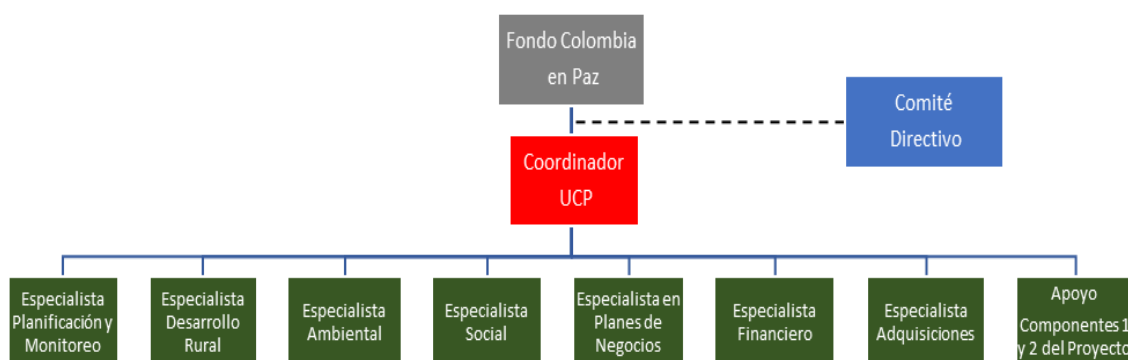 Fondo Colombia
en Paz
Comité
Directivo
Coordinador
UCP
Especialista
Planificación y
Monitoreo
Especialista
Desarrollo
Rural
Especialista
Ambiental
Especialista
Social
Especialista en
Planes de
Negocios
Especialista
Financiero
Especialista
Adquisiciones
Apoyo
Componentes 1
y 2 del Proyecto